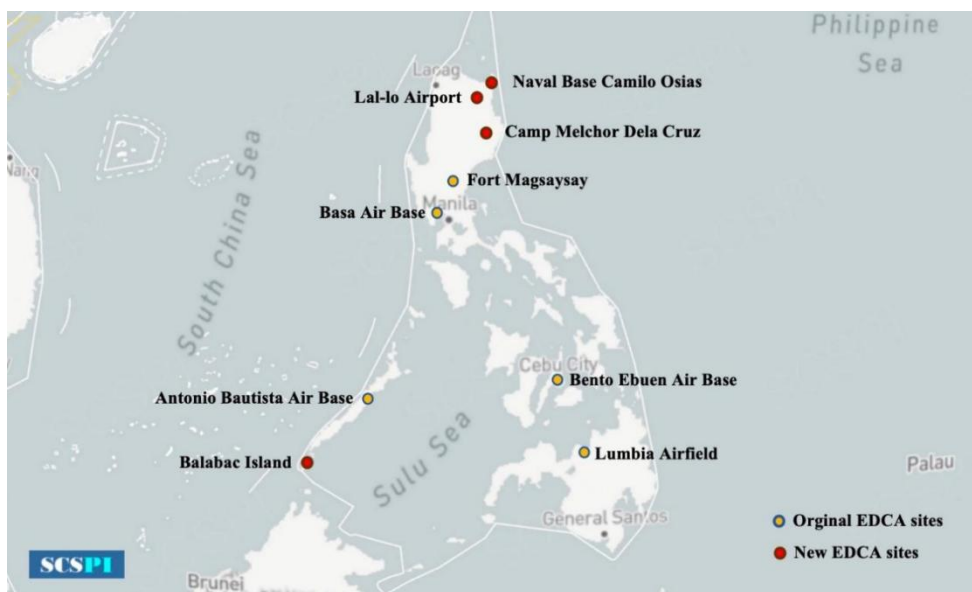 Philippine
Sea
Laoag
Naval Base Camilo Osias
Lal-lo Airport
Camp Melchor Dela Cruz
Nang
South China Sea
Fort Magsaysay
Manila
Basa Air Base
Cebu City
Bento Ebuen Air Base
Antonio Bautista Air Base
Sulu Sea
Lumbia Airfield
Balabac Island
Palau
General Santos
Orginal EDCA sites
New EDCA sites
SCSPI
Brunei